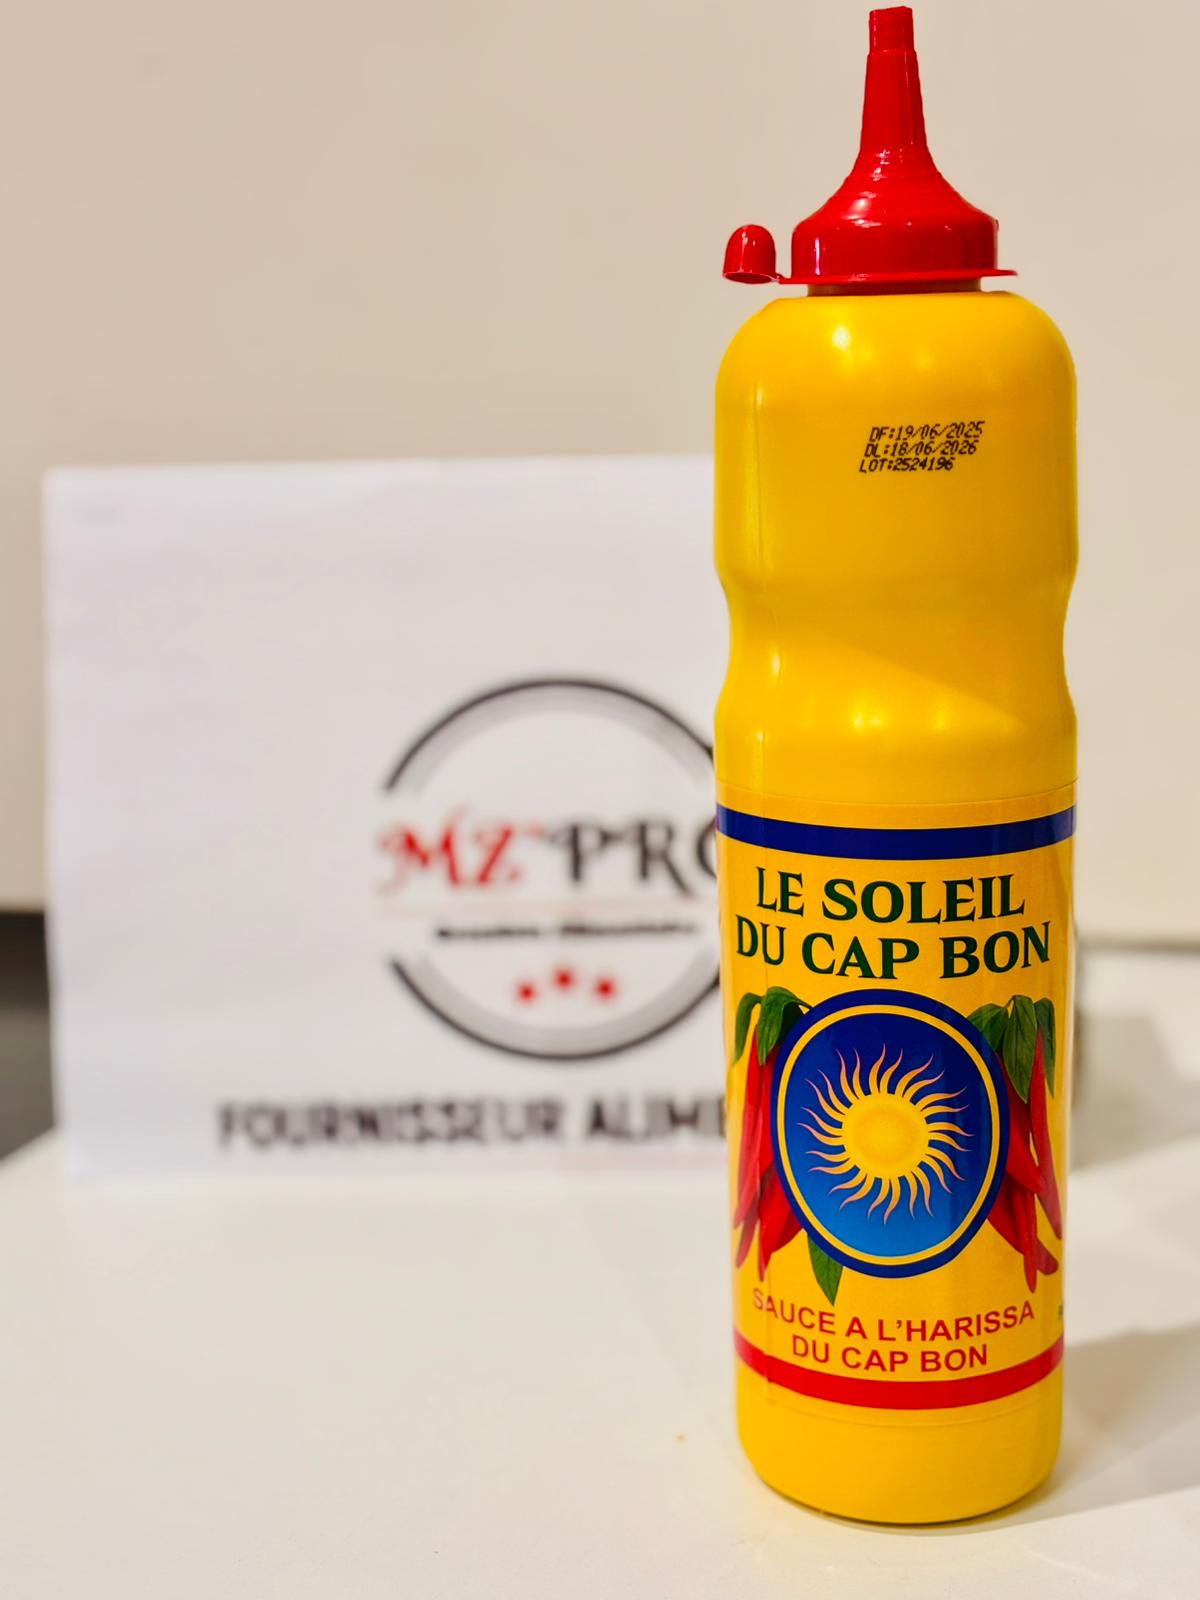 DF:19/06/2025
DL:18/06/2026
LOT:2524196
MZ PRO
FOURNISSEUR
LE SOLEIL
DU CAP BON
SAUCE A L'HARISSA
DU CAP BON